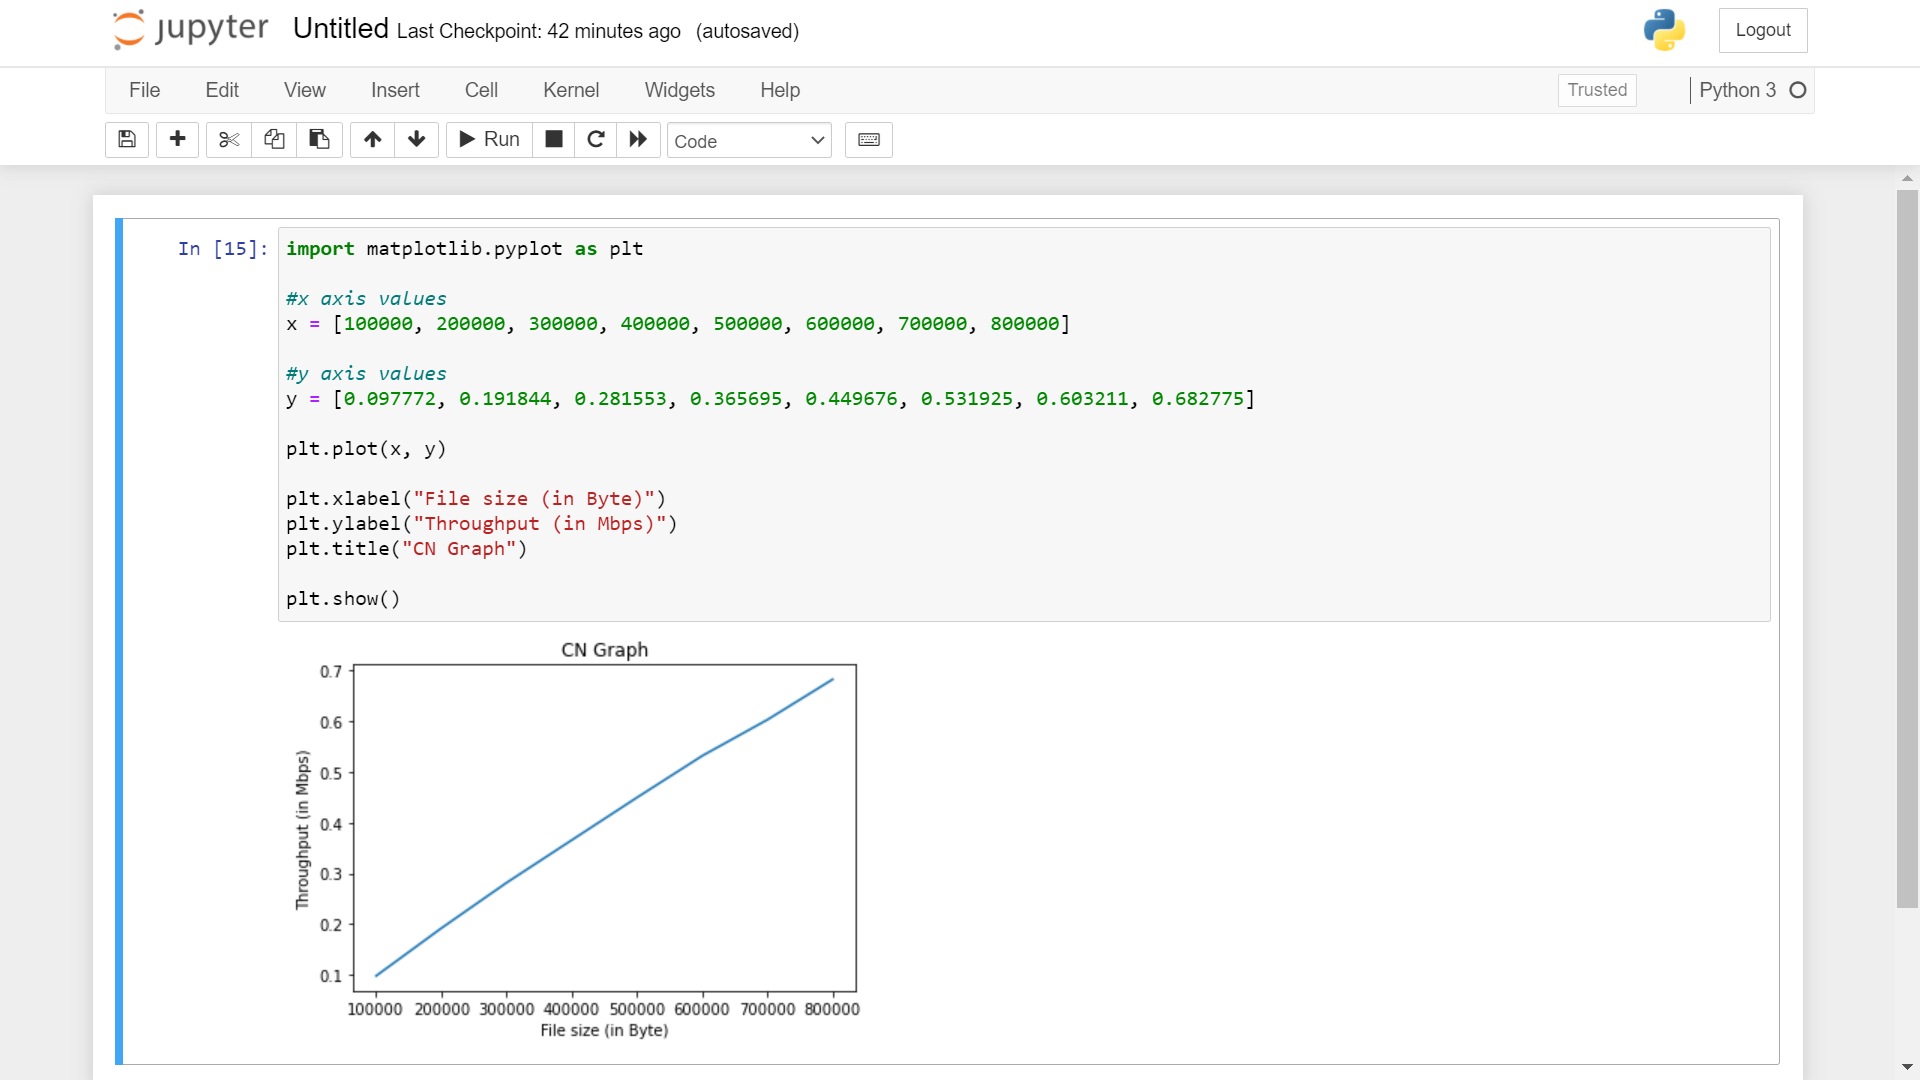 jupyter Untitled Last Checkpoint: 42 minutes ago (autosaved) Logout
File Edit View Insert Cell Kernel Widgets Help Trusted Python 3
Run Code
In [15]: import matplotlib.pyplot as plt
#x axis values
x = [100000, 200000, 300000, 400000, 500000, 600000, 700000, 800000]
#y axis values
y = [0.097772, 0.191844, 0.281553, 0.365695, 0.449676, 0.531925, 0.603211, 0.682775]
plt.plot(x, y)
plt.xlabel("File size (in Byte)")
plt.ylabel("Throughput (in Mbps)")
plt.title("CN Graph")
plt.show()
CN Graph
0.7
0.6
0.5
0.4
0.3
0.2
0.1
Throughput (in Mbps)
100000 200000 300000 400000 500000 600000 700000 800000
File size (in Byte)